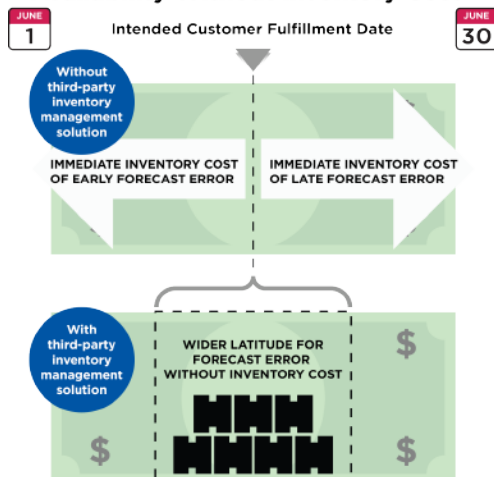 JUNE
1
Intended Customer Fulfillment Date
JUNE
30
Without
third-party
inventory
management
solution
IMMEDIATE INVENTORY COST
OF EARLY FORECAST ERROR
IMMEDIATE INVENTORY COST
OF LATE FORECAST ERROR
With
third-party
inventory
management
solution
WIDER LATITUDE FOR
FORECAST ERROR
WITHOUT INVENTORY COST
$
$
$